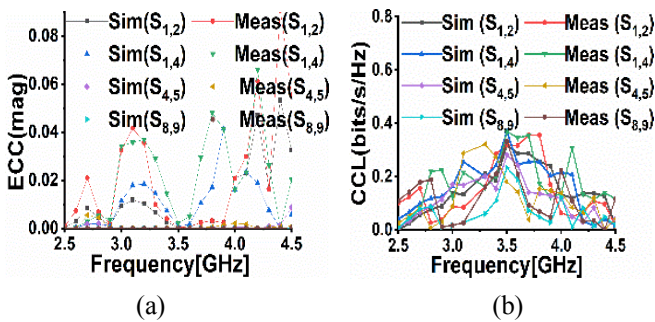 ECC(mag)
0.08
0.06
0.04
0.02
0.00
Sim(S1,2) Meas(S1,2)
Sim(S1,4) Meas(S1,4)
Sim(S4,5) Meas(S4,5)
Sim(S8,9) Meas(S8,9)
2.5 3.0 3.5 4.0 4.5
Frequency[GHz]
(a)
CCL(bits/s/Hz)
0.8
0.6
0.4
0.2
0.0
Sim (S1,2) Meas (S1,2)
Sim (S1,4) Meas (S1,4)
Sim (S4,5) Meas (S4,5)
Sim (S8,9) Meas (S8,9)
2.5 3.0 3.5 4.0 4.5
Frequency[GHz]
(b)